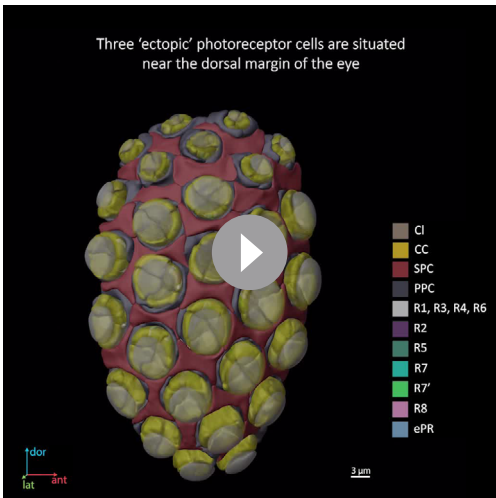 Three ‘ectopic’ photoreceptor cells are situated
near the dorsal margin of the eye
Cl
CC
SPC
PPC
R1, R3, R4, R6
R2
R5
R7
R7’
R8
ePR
dor
ant
lat
3 µm